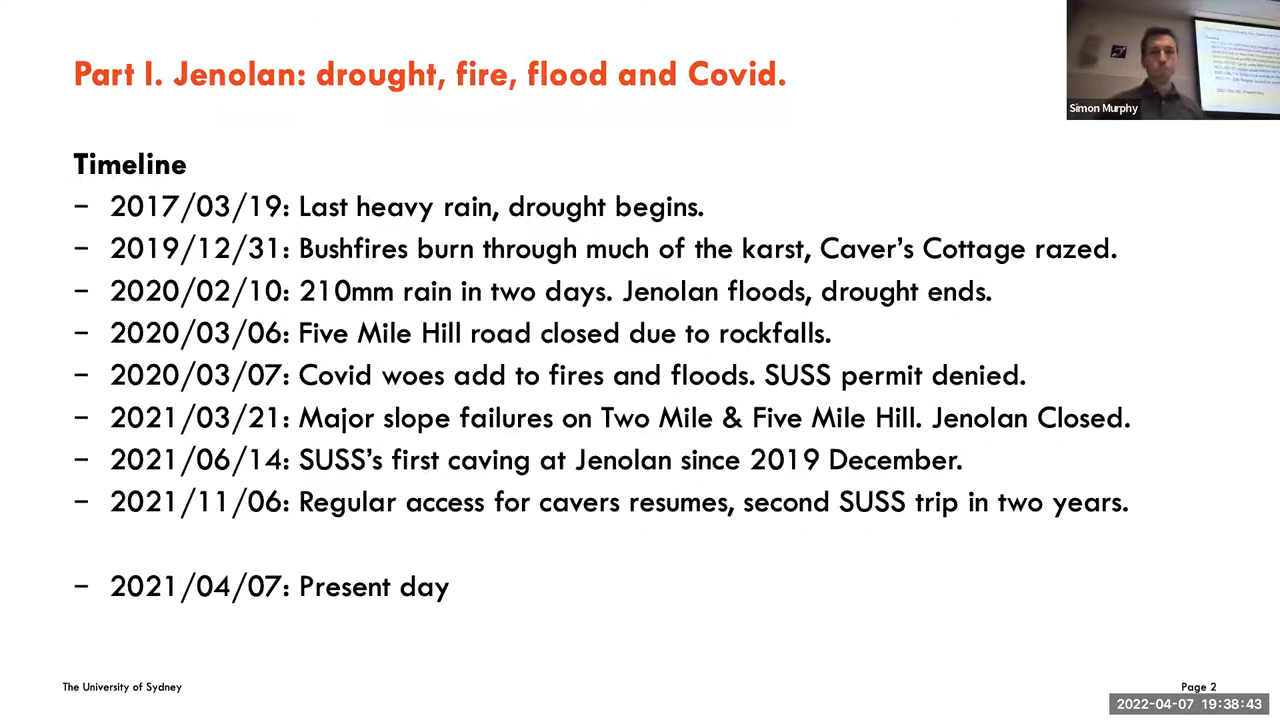 Part I. Jenolan: drought, fire, flood and Covid.
Simon Murphy
Timeline
– 2017/03/19: Last heavy rain, drought begins.
– 2019/12/31: Bushfires burn through much of the karst, Caver's Cottage razed.
– 2020/02/10: 210mm rain in two days. Jenolan floods, drought ends.
– 2020/03/06: Five Mile Hill road closed due to rockfalls.
– 2020/03/07: Covid woes add to fires and floods. SUSS permit denied.
– 2021/03/21: Major slope failures on Two Mile & Five Mile Hill. Jenolan Closed.
– 2021/06/14: SUSS's first caving at Jenolan since 2019 December.
– 2021/11/06: Regular access for cavers resumes, second SUSS trip in two years.
– 2021/04/07: Present day
The University of Sydney
Page 2
2022-04-07 19:38:43